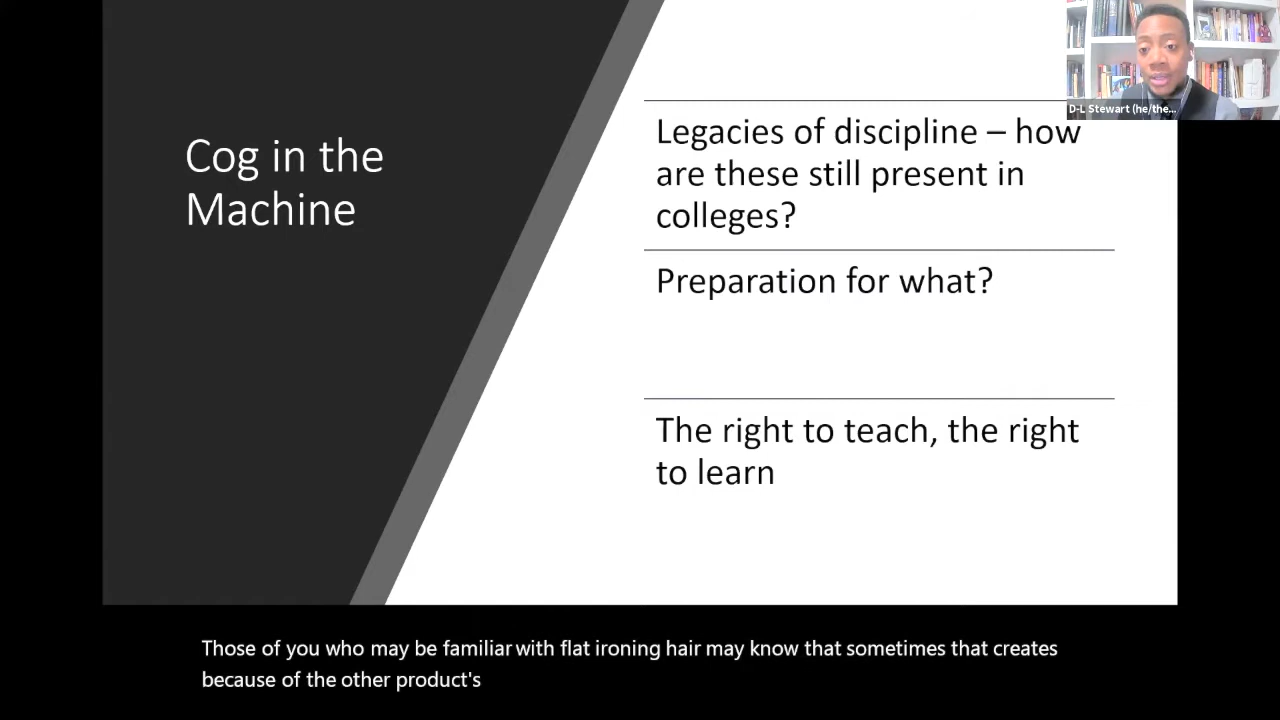 D-L Stewart (he/the...
Cog in the
Machine
Legacies of discipline – how
are these still present in
colleges?
Preparation for what?
The right to teach, the right
to learn
Those of you who may be familiar with flat ironing hair may know that sometimes that creates
because of the other product's